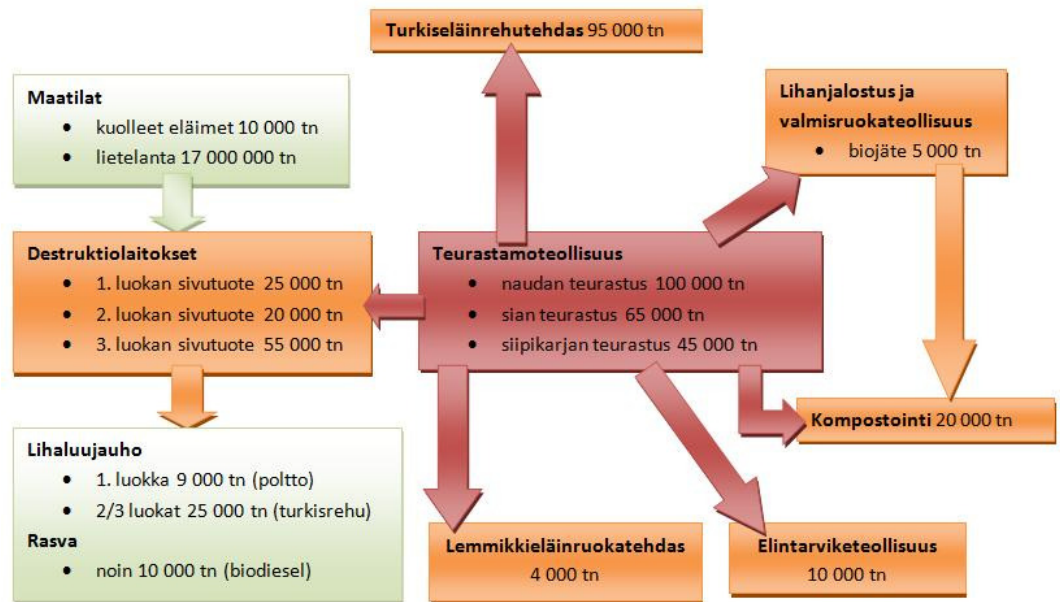 Turkiseläinrehutehdas 95 000 tn
Maatilat
• kuolleet eläimet 10 000 tn
• lietelanta 17 000 000 tn
Lihanjalostus ja
valmisruokateollisuus
• biojäte 5 000 tn
Destruktiolaitokset
• 1. luokan sivutuote 25 000 tn
• 2. luokan sivutuote 20 000 tn
• 3. luokan sivutuote 55 000 tn
Teurastamoteollisuus
• naudan teurastus 100 000 tn
• sian teurastus 65 000 tn
• siipikarjan teurastus 45 000 tn
Kompostointi 20 000 tn
Lihaluujauho
• 1. luokka 9 000 tn (poltto)
• 2/3 luokat 25 000 tn (turkisrehu)
Rasva
• noin 10 000 tn (biodiesel)
Lemmikkieläinruokatehdas
4 000 tn
Elintarviketeollisuus
10 000 tn